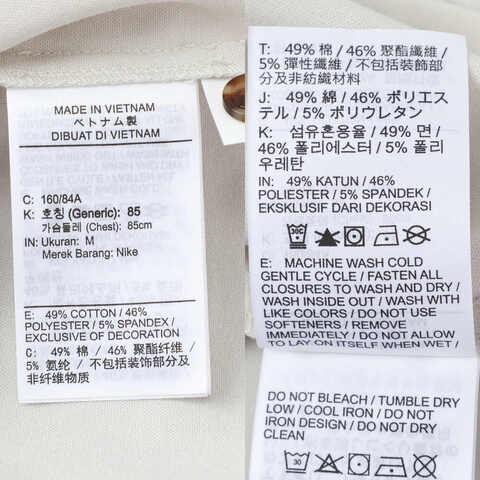 MADE IN VIETNAM
ベトナム製
DIBUAT DI VIETNAM
C: 160/84A
K: 호칭 (Generic): 85
가슴둘레 (Chest): 85cm
IN: Ukuran: M
Merek Barang: Nike
E: 49% COTTON / 46%
POLYESTER / 5% SPANDEX /
EXCLUSIVE OF DECORATION
C: 49% 棉 / 46% 聚酯纤维 /
5% 氨纶 / 不包括装饰部分及
非纤维物质
T: 49% 棉 / 46% 聚酯纖維 /
5% 彈性纖維 / 不包括裝飾部
分及非紡織材料
J: 49% 綿 / 46% ポリエス
テル / 5% ポリウレタン
K: 섬유혼용율 / 49% 면 /
46% 폴리에스터 / 5% 폴리
우레탄
IN: 49% KATUN / 46%
POLIESTER / 5% SPANDEK /
EKSKLUSIF DARI DEKORASI
E: MACHINE WASH COLD
GENTLE CYCLE / FASTEN ALL
CLOSURES TO WASH AND DRY /
WASH INSIDE OUT / WASH WITH
LIKE COLORS / DO NOT USE
SOFTENERS / REMOVE
IMMEDIATELY / DO NOT ALLOW
TO LAY ON ITSELF WHEN WET /
DO NOT BLEACH / TUMBLE DRY
LOW / COOL IRON / DO NOT
IRON DESIGN / DO NOT DRY
CLEAN
30